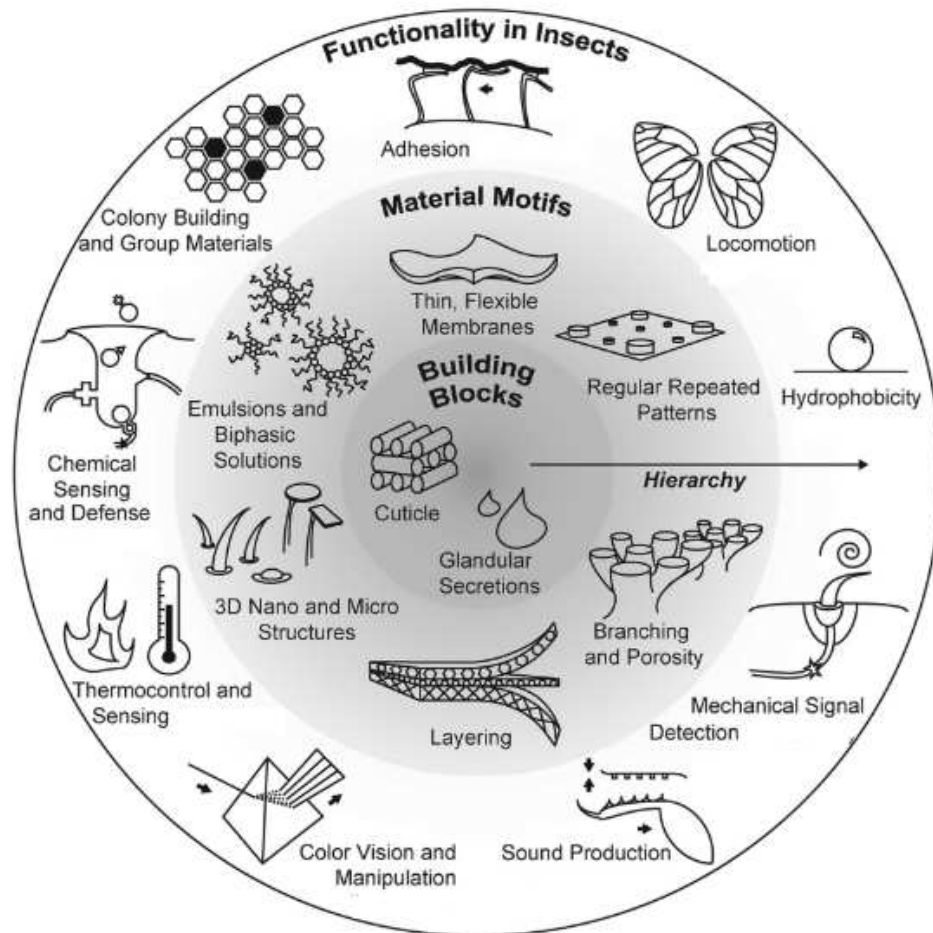 Functionality in Insects
Adhesion
Colony Building
and Group Materials
Locomotion
Material Motifs
Thin, Flexible
Membranes
Regular Repeated
Patterns
Hydrophobicity
Emulsions and
Biphasic
Solutions
Building
Blocks
Chemical
Sensing
and Defense
Hierarchy
Cuticle
Glandular
Secretions
3D Nano and Micro
Structures
Branching
and Porosity
Thermocontrol and
Sensing
Mechanical Signal
Detection
Layering
Color Vision and
Manipulation
Sound Production